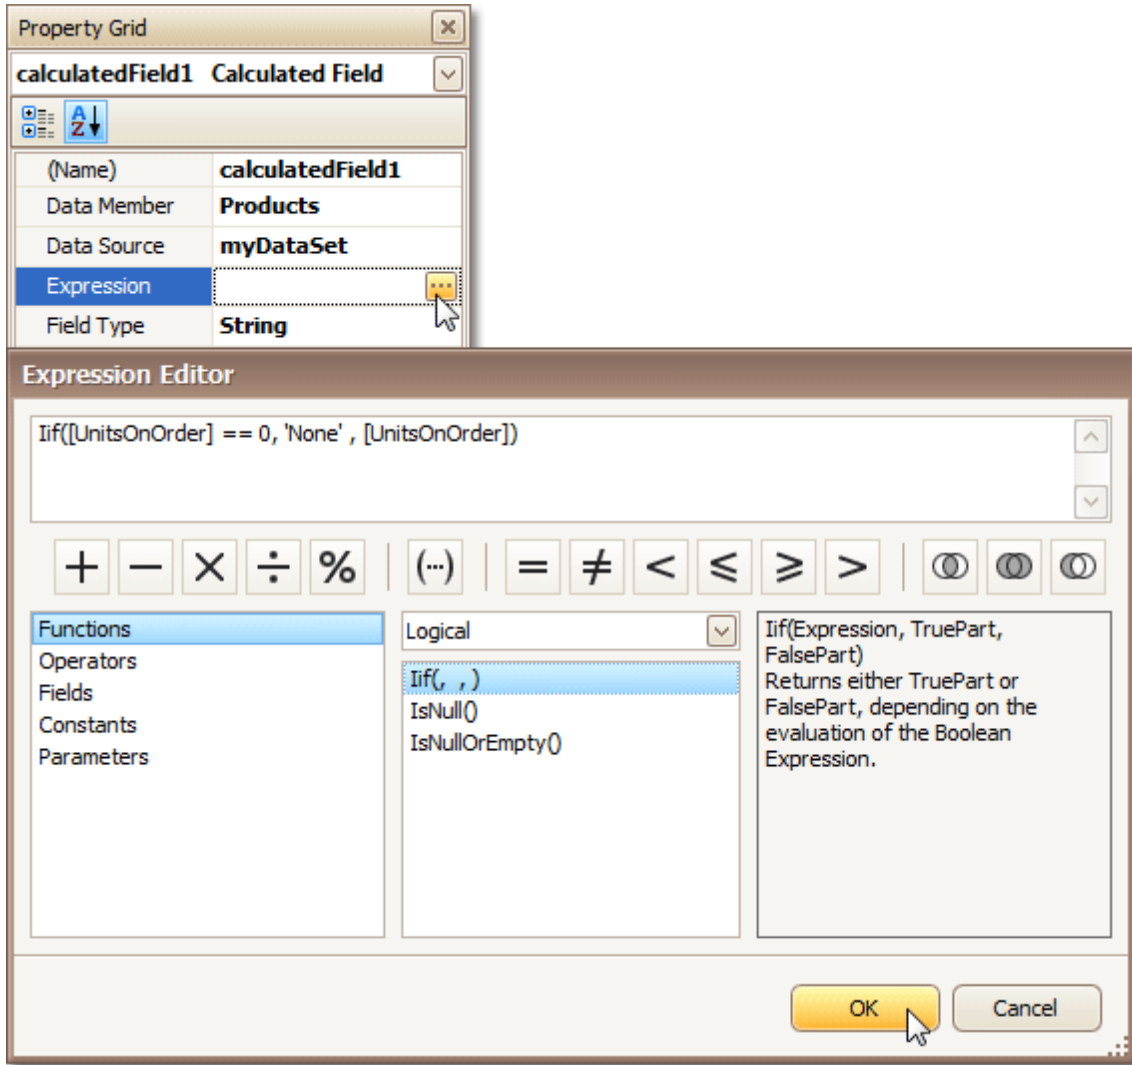 Property Grid
calculatedField1 Calculated Field
(Name) calculatedField1
Data Member Products
Data Source myDataSet
Expression
Field Type String
Expression Editor
Iif([UnitsOnOrder] == 0, 'None' , [UnitsOnOrder])
+ − × ÷ % (···) = ≠ < ⩽ ⩾ >
Functions
Operators
Fields
Constants
Parameters
Logical
Iif(, , )
IsNull()
IsNullOrEmpty()
Iif(Expression, TruePart,
FalsePart)
Returns either TruePart or
FalsePart, depending on the
evaluation of the Boolean
Expression.
OK Cancel